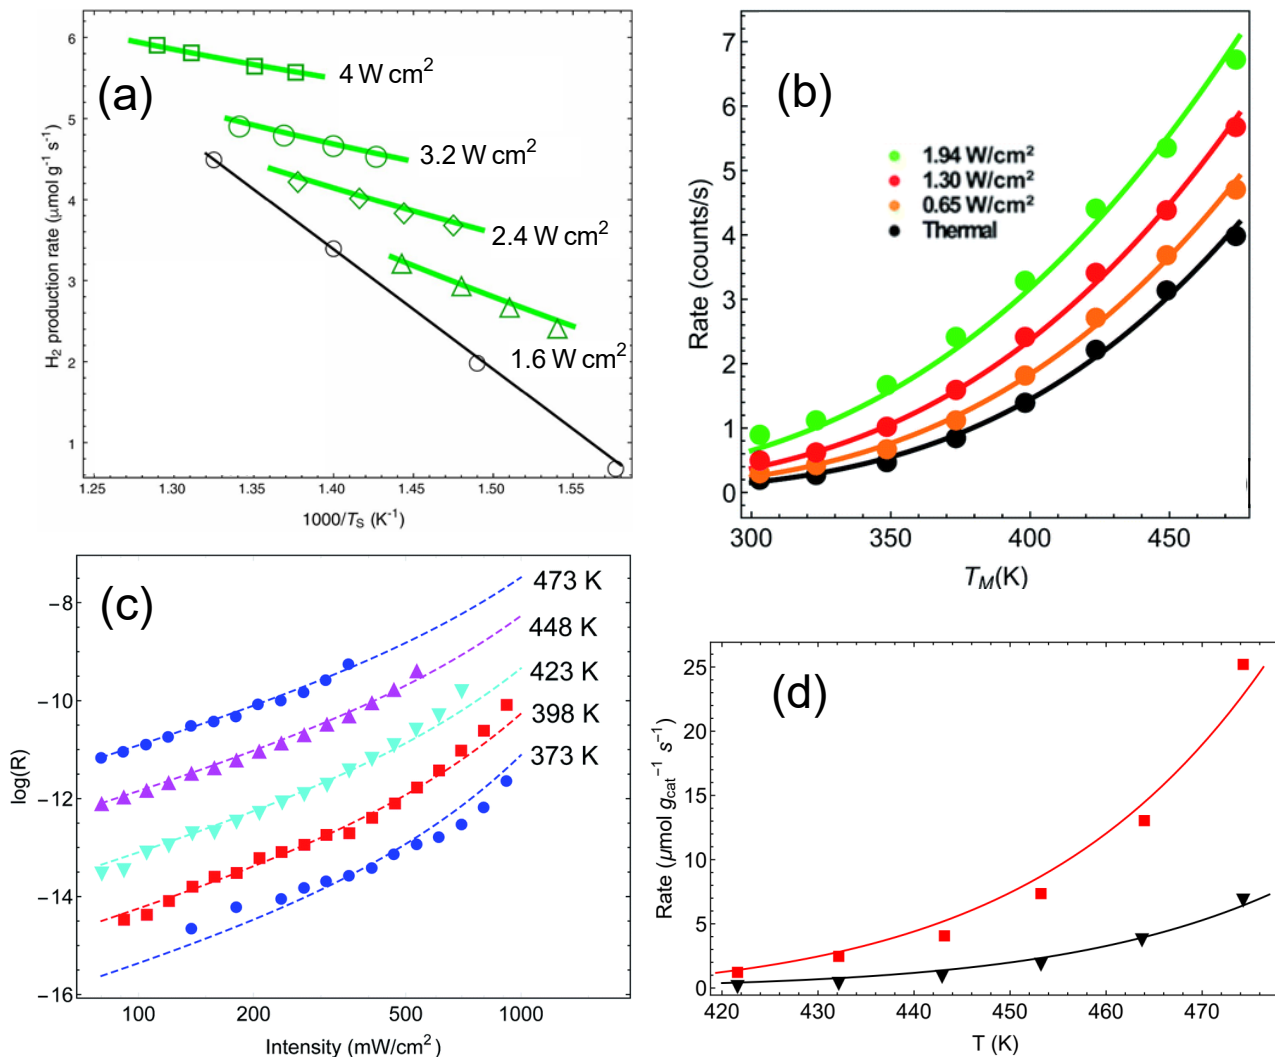 (a)
6
5
4
3
2
1
H₂ production rate (μmol g⁻¹ s⁻¹)
4 W cm²
3.2 W cm²
2.4 W cm²
1.6 W cm²
1.25 1.30 1.35 1.40 1.45 1.50 1.55
1000/Tₛ (K⁻¹)
(b)
7
6
5
4
3
2
1
0
Rate (counts/s)
1.94 W/cm²
1.30 W/cm²
0.65 W/cm²
Thermal
300 350 400 450
T_M(K)
(c)
−8
−10
−12
−14
−16
log(R)
473 K
448 K
423 K
398 K
373 K
100 200 500 1000
Intensity (mW/cm²)
(d)
25
20
15
10
5
0
Rate (μmol g_cat⁻¹ s⁻¹)
420 430 440 450 460 470
T (K)